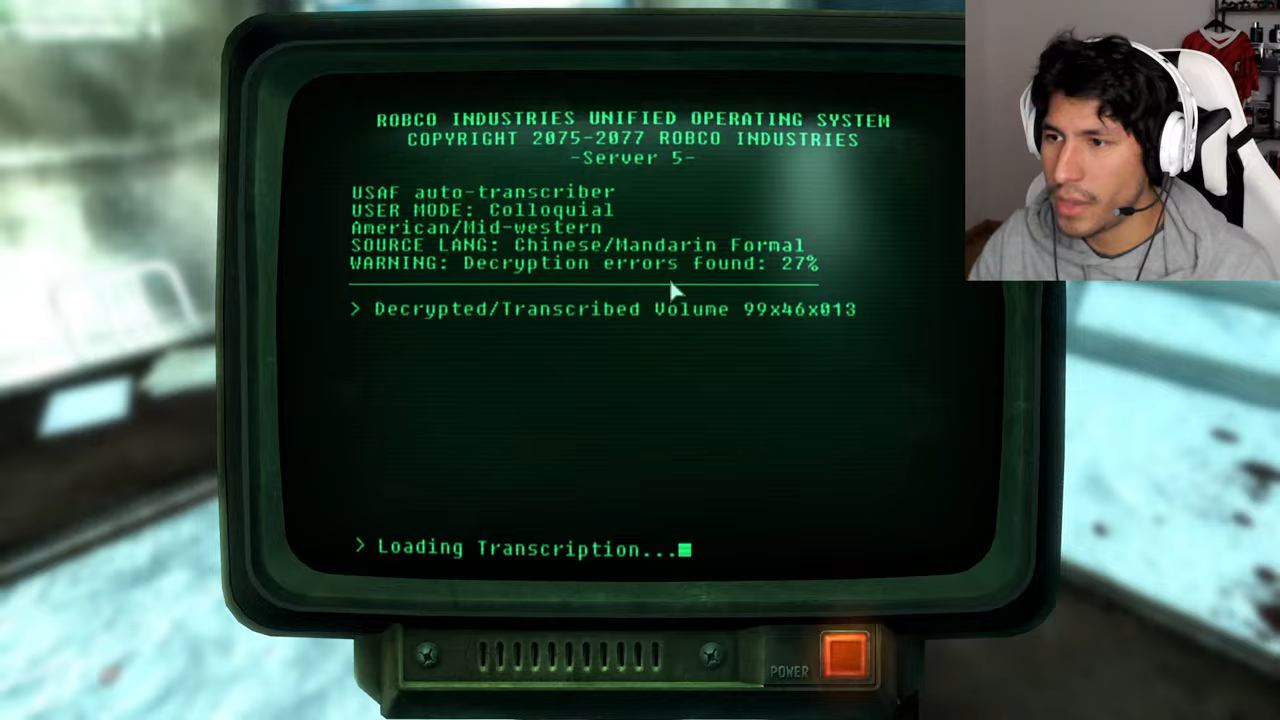 ROBCO INDUSTRIES UNIFIED OPERATING SYSTEM
COPYRIGHT 2075-2077 ROBCO INDUSTRIES
-Server 5-
USAF auto-transcriber
USER MODE: Colloquial
American/Mid-western
SOURCE LANG: Chinese/Mandarin Formal
WARNING: Decryption errors found: 27%
> Decrypted/Transcribed Volume 99x46x013
> Loading Transcription...
POWER